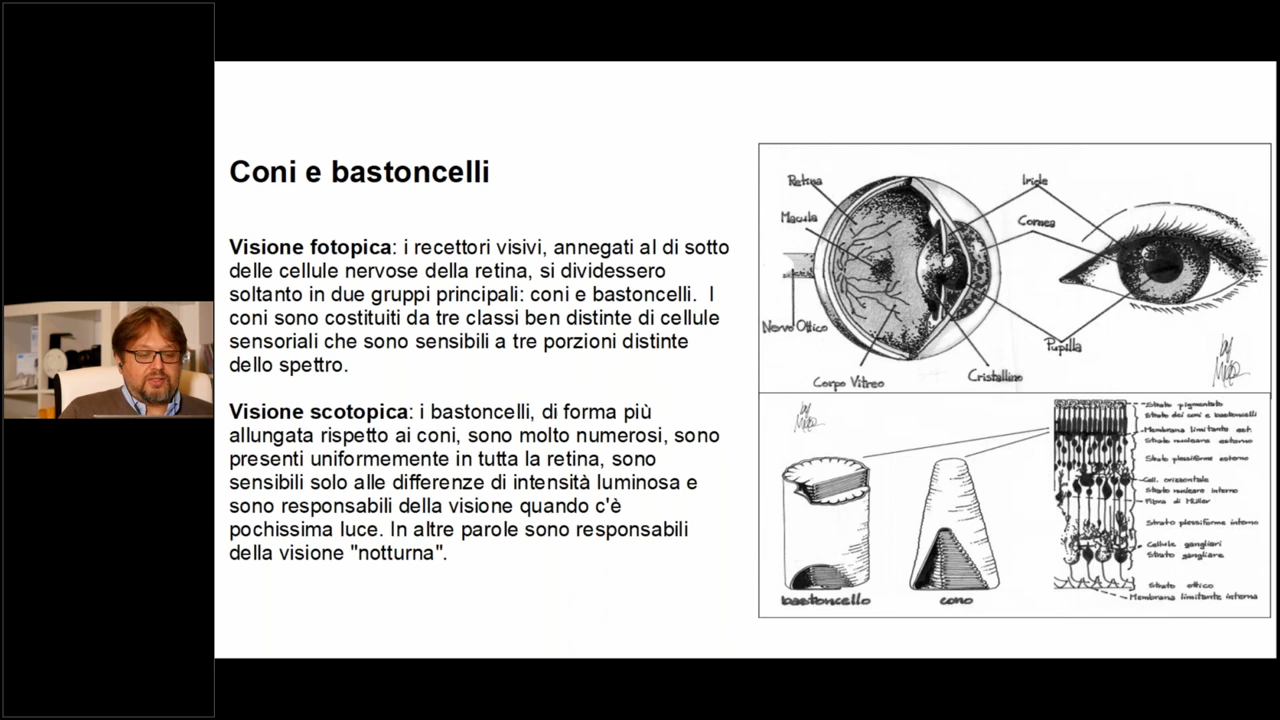 Coni e bastoncelli
Visione fotopica: i recettori visivi, annegati al di sotto
delle cellule nervose della retina, si dividessero
soltanto in due gruppi principali: coni e bastoncelli. I
coni sono costituiti da tre classi ben distinte di cellule
sensoriali che sono sensibili a tre porzioni distinte
dello spettro.
Visione scotopica: i bastoncelli, di forma più
allungata rispetto ai coni, sono molto numerosi, sono
presenti uniformemente in tutta la retina, sono
sensibili solo alle differenze di intensità luminosa e
sono responsabili della visione quando c'è
pochissima luce. In altre parole sono responsabili
della visione "notturna".
Retina
Macula
Nervo Ottico
Corpo Vitreo
Cristallino
Iride
Cornea
Pupilla
by
by
bastoncello
cono
Strato pigmentato
Strato dei coni e bastoncelli
Membrana limitante est.
Strato nucleare esterno
Strato plessiforme esterno
Cell. orizzontale
Strato nucleare interno
Fibra di Müller
Strato plessiforme interno
Cellule gangliari
Strato gangliare
Strato ottico
Membrana limitante interna